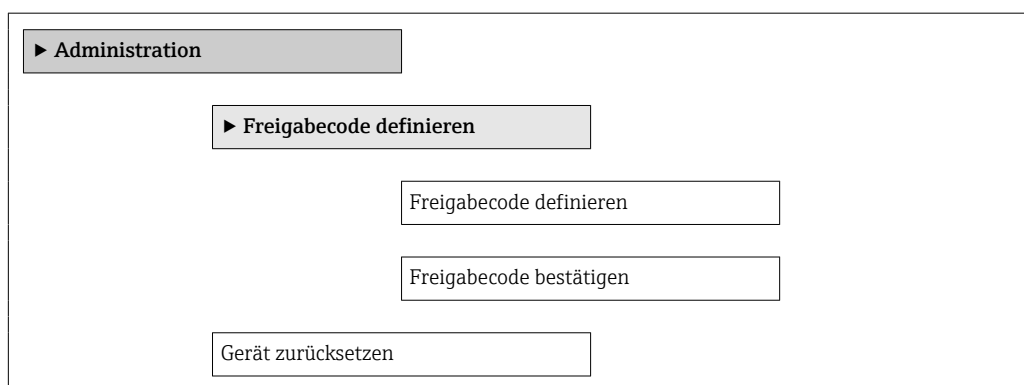 ▶ Administration
▶ Freigabecode definieren
Freigabecode definieren
Freigabecode bestätigen
Gerät zurücksetzen